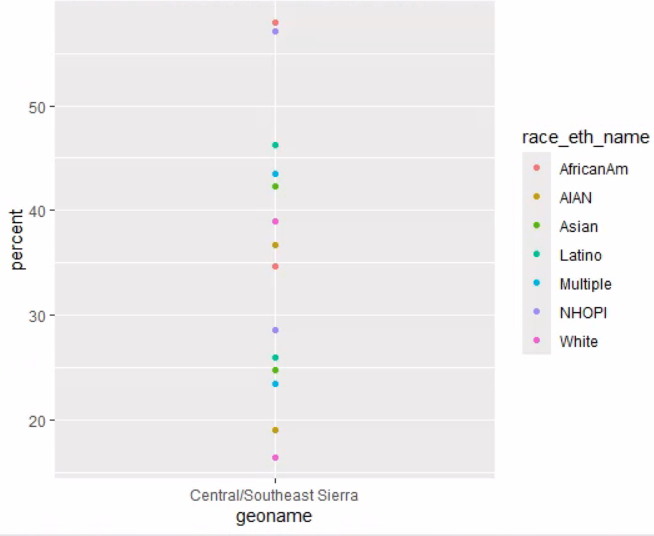 percent
50
40
30
20
Central/Southeast Sierra
geoname
race_eth_name
AfricanAm
AIAN
Asian
Latino
Multiple
NHOPI
White